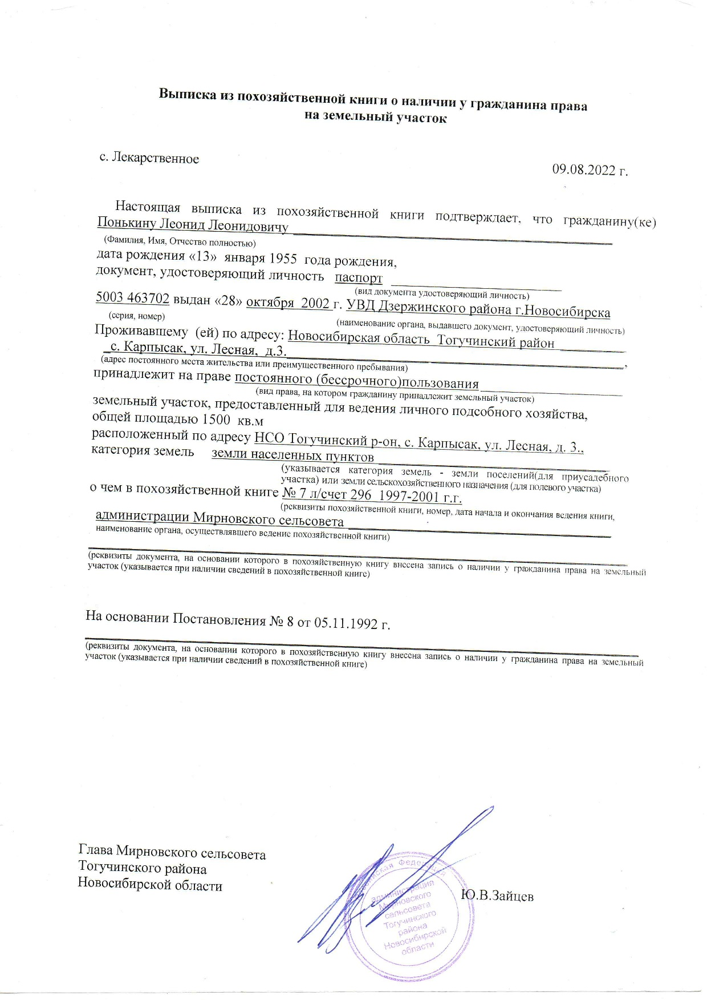 Выписка из похозяйственной книги о наличии у гражданина права
на земельный участок
с. Лекарственное
09.08.2022 г.
Настоящая выписка из похозяйственной книги подтверждает, что гражданину(ке)
Понькину Леонид Леонидовичу
(Фамилия, Имя, Отчество полностью)
дата рождения «13» января 1955 года рождения,
документ, удостоверяющий личность паспорт
(вид документа удостоверяющий личность)
5003 463702 выдан «28» октября 2002 г. УВД Дзержинского района г.Новосибирска
(серия, номер) (наименование органа, выдавшего документ, удостоверяющий личность)
Проживавшему (ей) по адресу: Новосибирская область Тогучинский район
с. Карпысак, ул. Лесная, д.3. ,
(адрес постоянного места жительства или преимущественного пребывания)
принадлежит на праве постоянного (бессрочного)пользования
(вид права, на котором гражданину принадлежит земельный участок)
земельный участок, предоставленный для ведения личного подсобного хозяйства,
общей площадью 1500 кв.м
расположенный по адресу НСО Тогучинский р-он, с. Карпысак, ул. Лесная, д. 3.,
категория земель земли населенных пунктов
(указывается категория земель - земли поселений(для приусадебного
участка) или земли сельскохозяйственного назначения (для полевого участка)
о чем в похозяйственной книге № 7 л/счет 296 1997-2001 г.г.
(реквизиты похозяйственной книги, номер, дата начала и окончания ведения книги,
администрации Мирновского сельсовета
наименование органа, осуществлявшего ведение похозяйственной книги)
(реквизиты документа, на основании которого в похозяйственную книгу внесена запись о наличии у гражданина права на земельный
участок (указывается при наличии сведений в похозяйственной книге)
На основании Постановления № 8 от 05.11.1992 г.
(реквизиты документа, на основании которого в похозяйственную книгу внесена запись о наличии у гражданина права на земельный
участок (указывается при наличии сведений в похозяйственной книге)
Глава Мирновского сельсовета
Тогучинского района
Новосибирской области
Ю.В.Зайцев
Российская Федерация
администрация
Мирновского
сельсовета
Тогучинского
района
Новосибирской
области